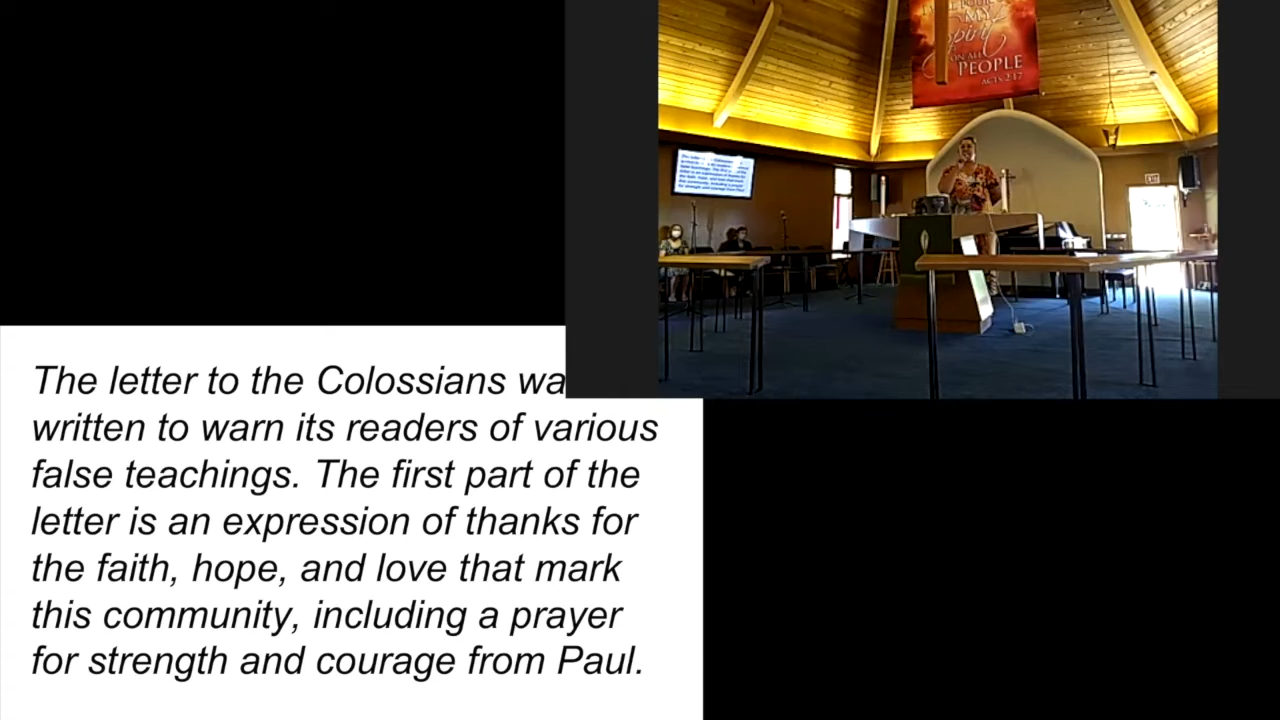 MY
Spirit
ON ALL
PEOPLE
ACTS 2:17
EXIT
The letter to the Colossians wa
written to warn its readers of various
false teachings. The first part of the
letter is an expression of thanks for
the faith, hope, and love that mark
this community, including a prayer
for strength and courage from Paul.